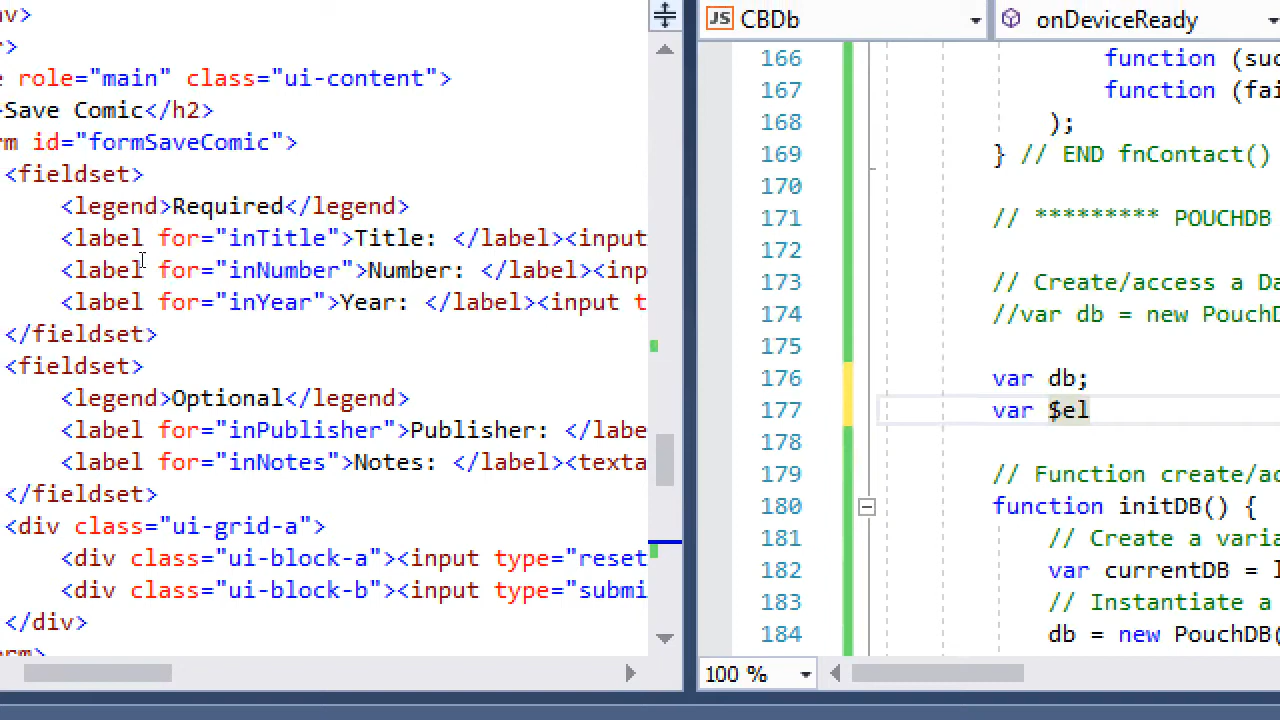 v>
r>
e role="main" class="ui-content">
>Save Comic</h2>
rm id="formSaveComic">
<fieldset>
<legend>Required</legend>
<label for="inTitle">Title: </label><input
<label for="inNumber">Number: </label><inp
<label for="inYear">Year: </label><input t
</fieldset>
<fieldset>
<legend>Optional</legend>
<label for="inPublisher">Publisher: </labe
<label for="inNotes">Notes: </label><texta
</fieldset>
<div class="ui-grid-a">
<div class="ui-block-a"><input type="reset
<div class="ui-block-b"><input type="submi
</div>
rm>
JS CBDb
onDeviceReady
166 function (suc
167 function (fai
168 );
169 } // END fnContact()
170
171 // ********* POUCHDB
172
173 // Create/access a Da
174 //var db = new PouchD
175
176 var db;
177 var $el
178
179 // Function create/ac
180 function initDB() {
181 // Create a varia
182 var currentDB = l
183 // Instantiate a
184 db = new PouchDB(
100 %